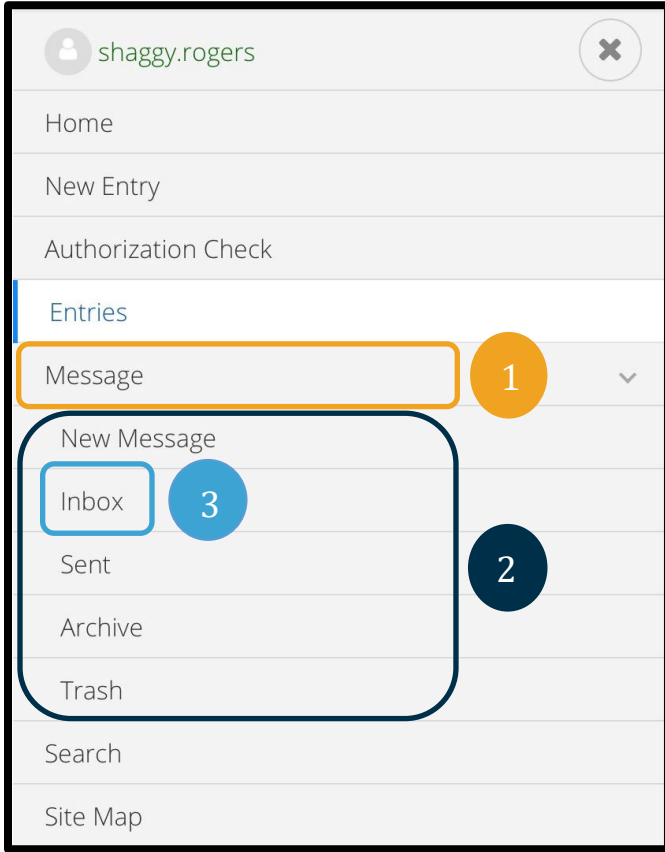 shaggy.rogers
Home
New Entry
Authorization Check
Entries
Message 1
New Message
Inbox 3
Sent 2
Archive
Trash
Search
Site Map